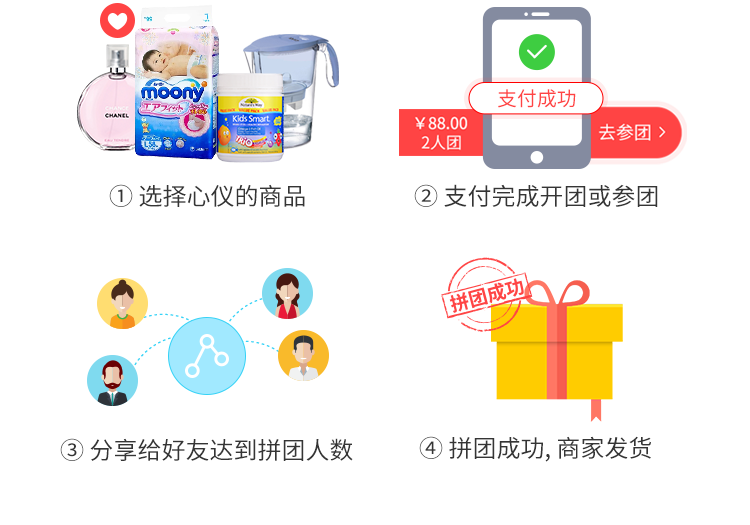 CHANEL
moony
エアフィット
Nature's Way
Kids Smart
TRIO
① 选择心仪的商品
支付成功
￥88.00
2人团
去参团
② 支付完成开团或参团
③ 分享给好友达到拼团人数
拼团成功
④ 拼团成功, 商家发货